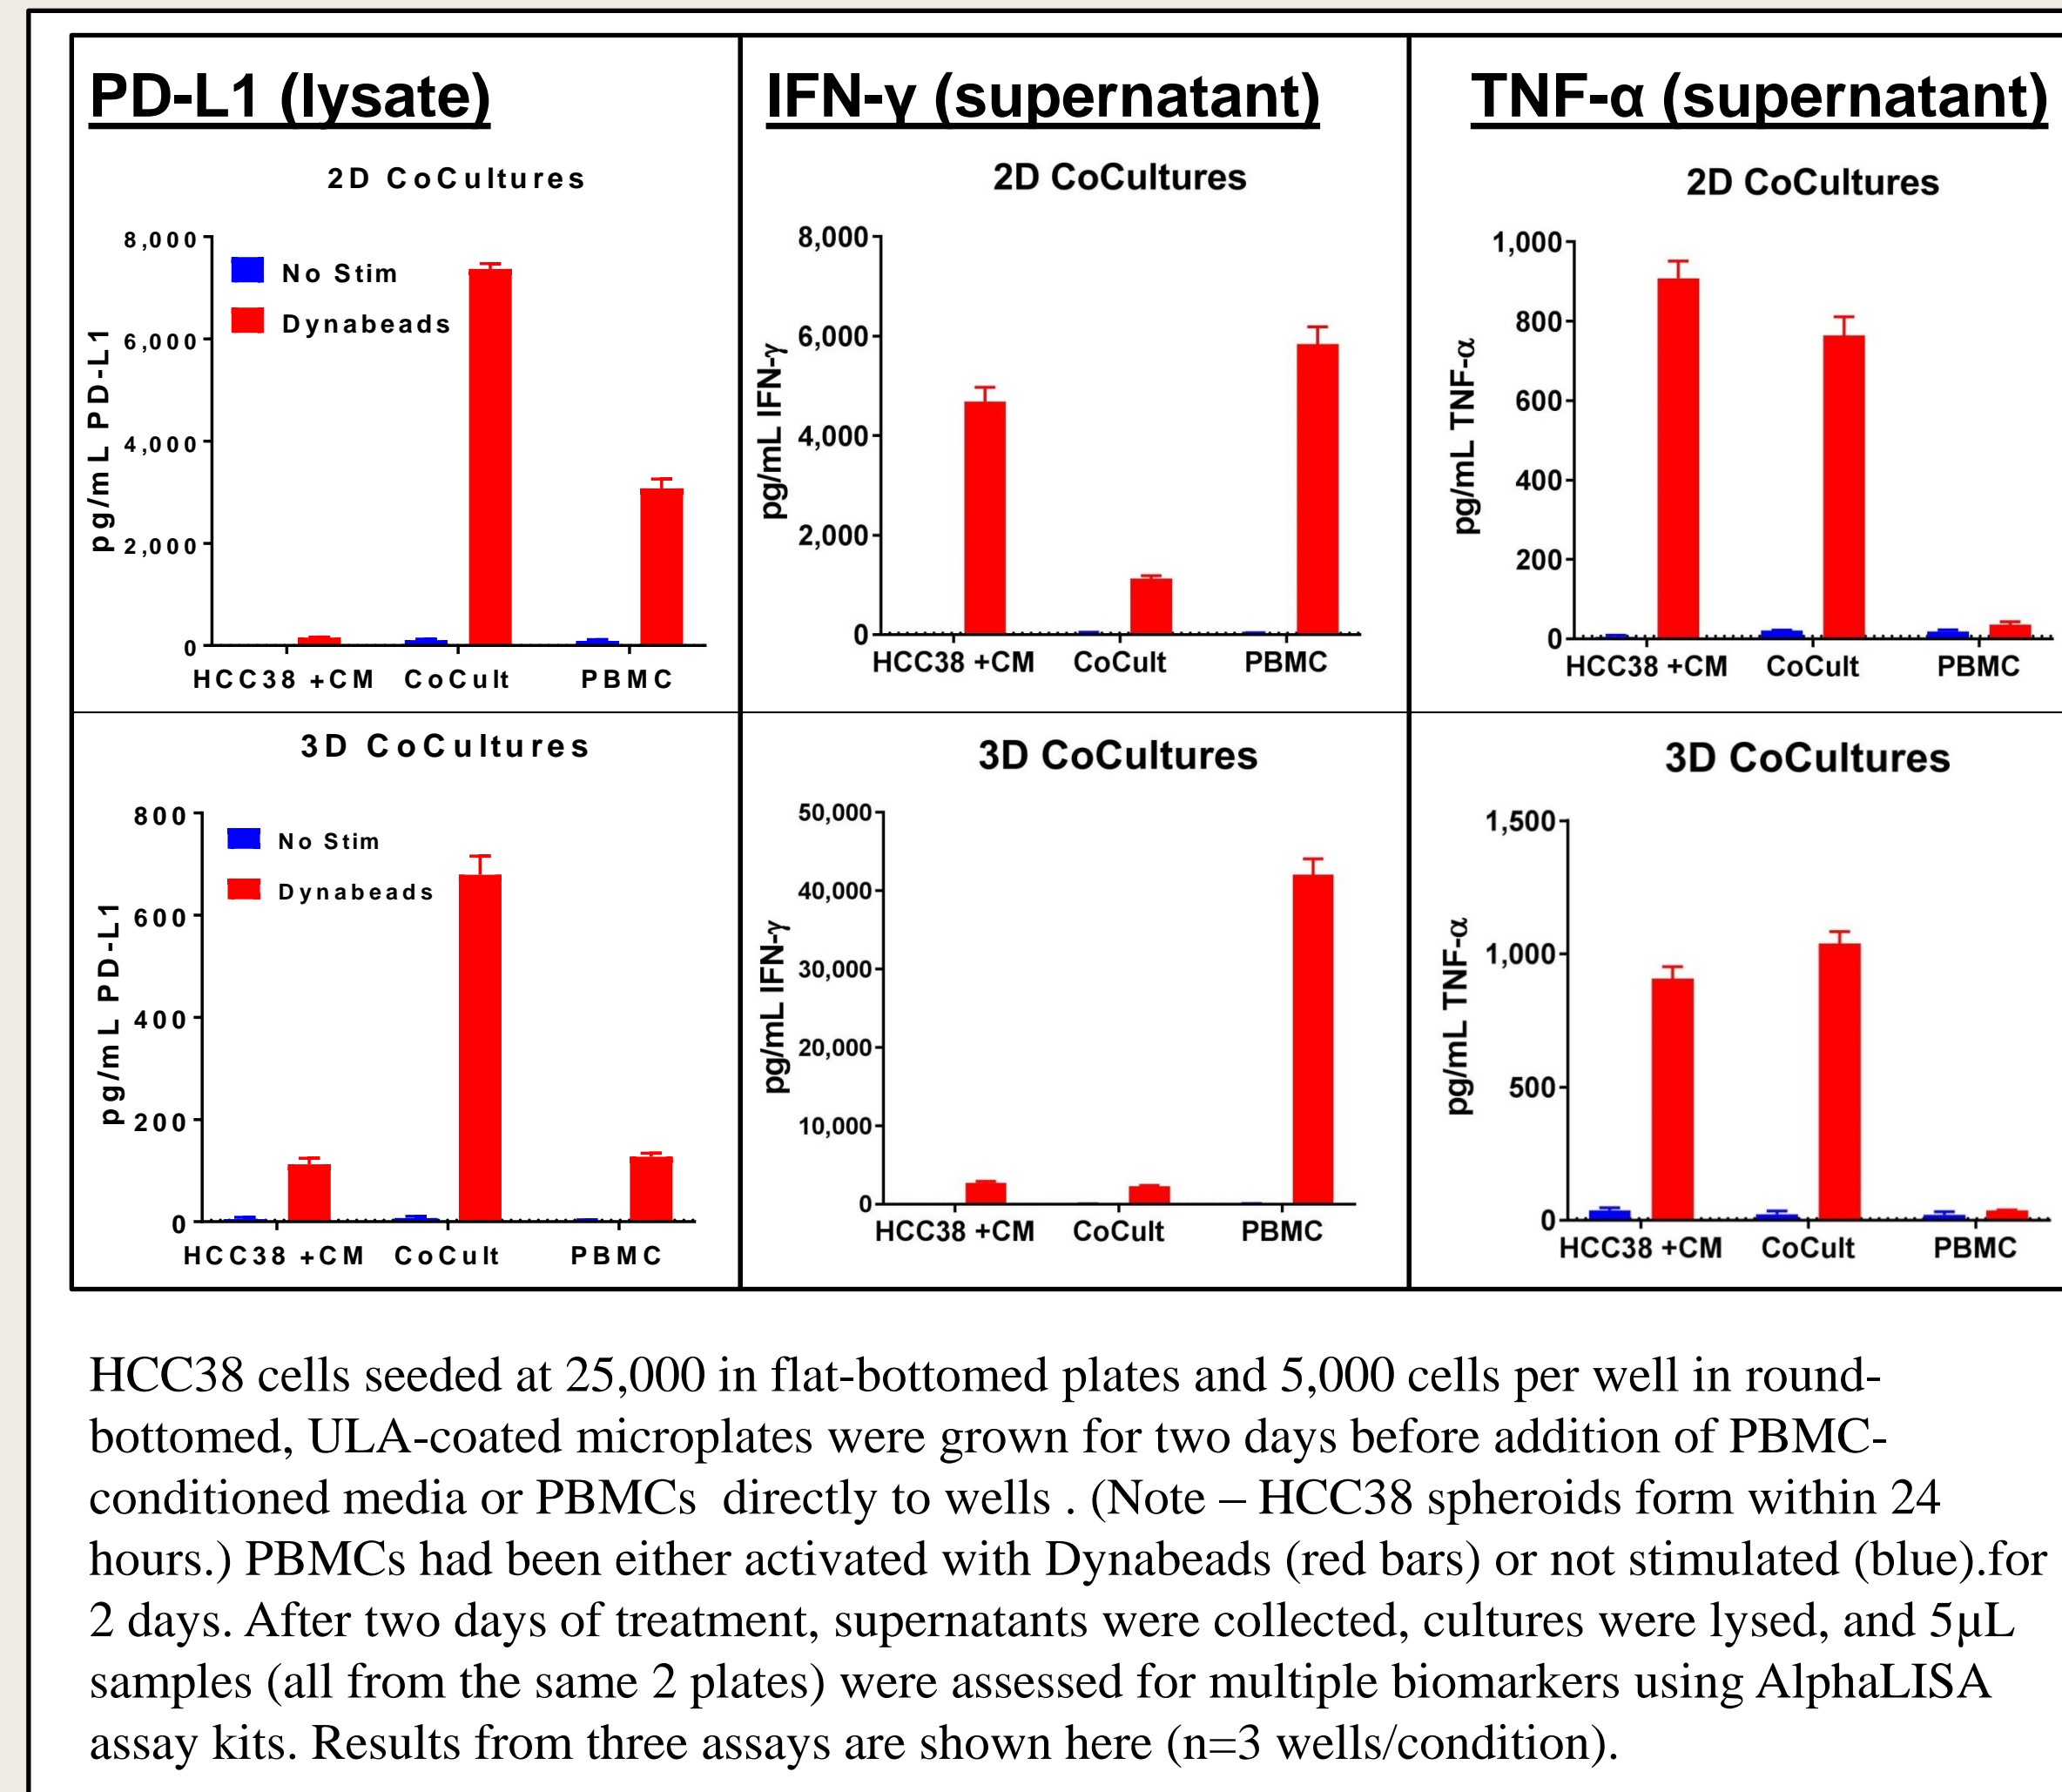 PD-L1 (lysate)
2D CoCultures
pg/mL PD-L1
8,000
6,000
4,000
2,000
0
No Stim
Dynabeads
HCC38 +CM CoCult PBMC
3D CoCultures
pg/mL PD-L1
800
600
400
200
0
No Stim
Dynabeads
HCC38 +CM CoCult PBMC
IFN-γ (supernatant)
2D CoCultures
pg/mL IFN-γ
8,000
6,000
4,000
2,000
0
HCC38 +CM CoCult PBMC
3D CoCultures
pg/mL IFN-γ
50,000
40,000
30,000
20,000
10,000
0
HCC38 +CM CoCult PBMC
TNF-α (supernatant)
2D CoCultures
pg/mL TNF-α
1,000
800
600
400
200
0
HCC38 +CM CoCult PBMC
3D CoCultures
pg/mL TNF-α
1,500
1,000
500
0
HCC38 +CM CoCult PBMC
HCC38 cells seeded at 25,000 in flat-bottomed plates and 5,000 cells per well in round-
bottomed, ULA-coated microplates were grown for two days before addition of PBMC-
conditioned media or PBMCs directly to wells . (Note – HCC38 spheroids form within 24
hours.) PBMCs had been either activated with Dynabeads (red bars) or not stimulated (blue).for
2 days. After two days of treatment, supernatants were collected, cultures were lysed, and 5µL
samples (all from the same 2 plates) were assessed for multiple biomarkers using AlphaLISA
assay kits. Results from three assays are shown here (n=3 wells/condition).